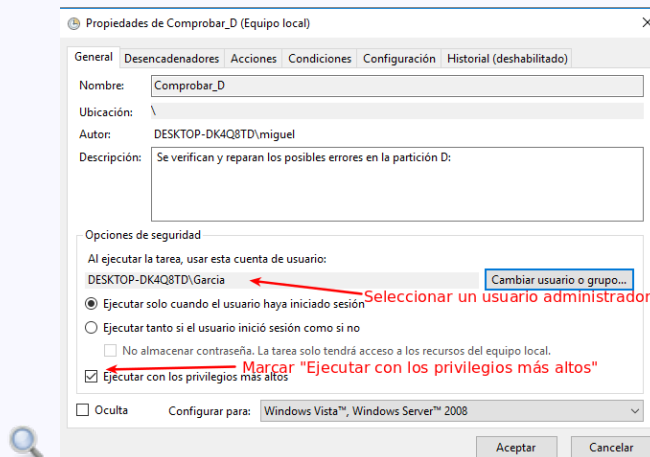 Propiedades de Comprobar_D (Equipo local)
General Desencadenadores Acciones Condiciones Configuración Historial (deshabilitado)
Nombre: Comprobar_D
Ubicación: \
Autor: DESKTOP-DK4Q8TD\miguel
Descripción: Se verifican y reparan los posibles errores en la partición D:
Opciones de seguridad
Al ejecutar la tarea, usar esta cuenta de usuario:
DESKTOP-DK4Q8TD\Garcia Cambiar usuario o grupo...
Seleccionar un usuario administrador
Ejecutar solo cuando el usuario haya iniciado sesión
Ejecutar tanto si el usuario inició sesión como si no
No almacenar contraseña. La tarea solo tendrá acceso a los recursos del equipo local.
Marcar "Ejecutar con los privilegios más altos"
Ejecutar con los privilegios más altos
Oculta Configurar para: Windows Vista™, Windows Server™ 2008
Aceptar Cancelar